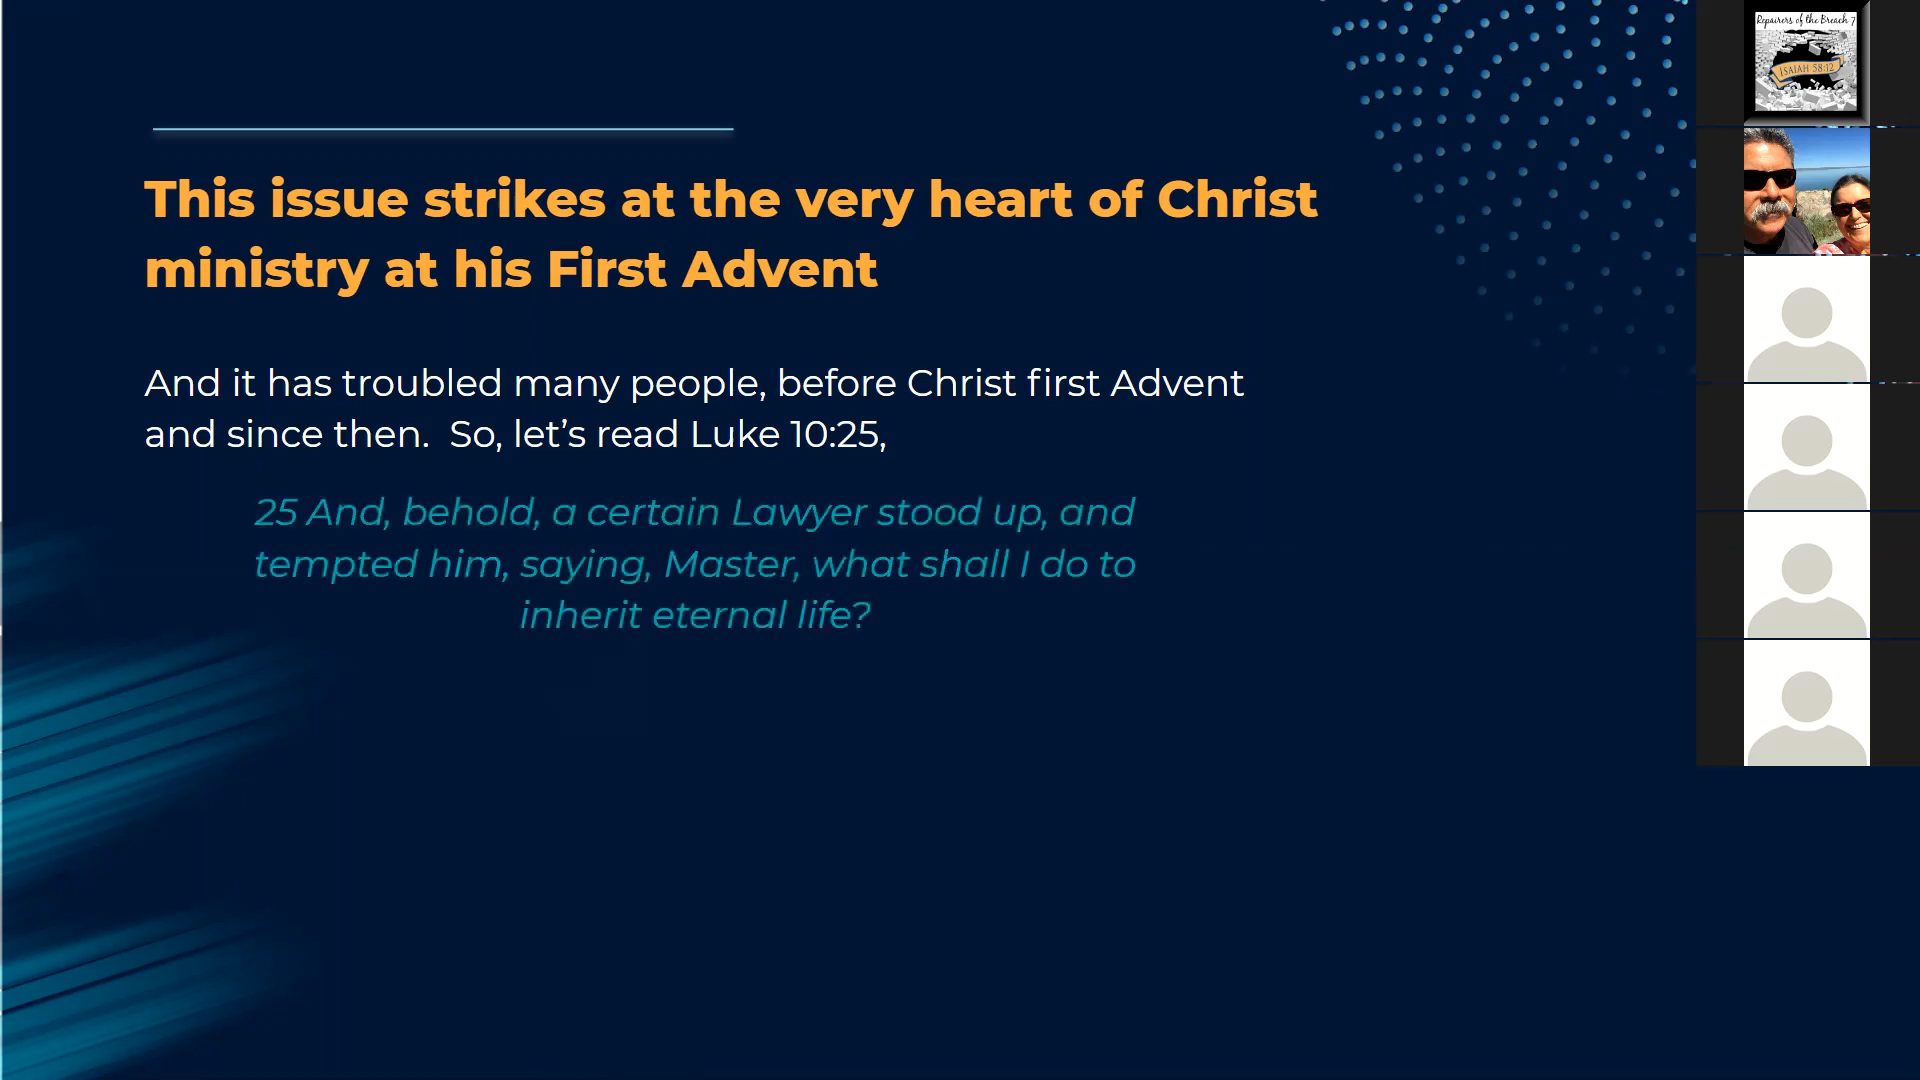 This issue strikes at the very heart of Christ
ministry at his First Advent
And it has troubled many people, before Christ first Advent
and since then.  So, let’s read Luke 10:25,
25 And, behold, a certain Lawyer stood up, and
tempted him, saying, Master, what shall I do to
inherit eternal life?
Repairers of the Breach 7
ISAIAH 58:12